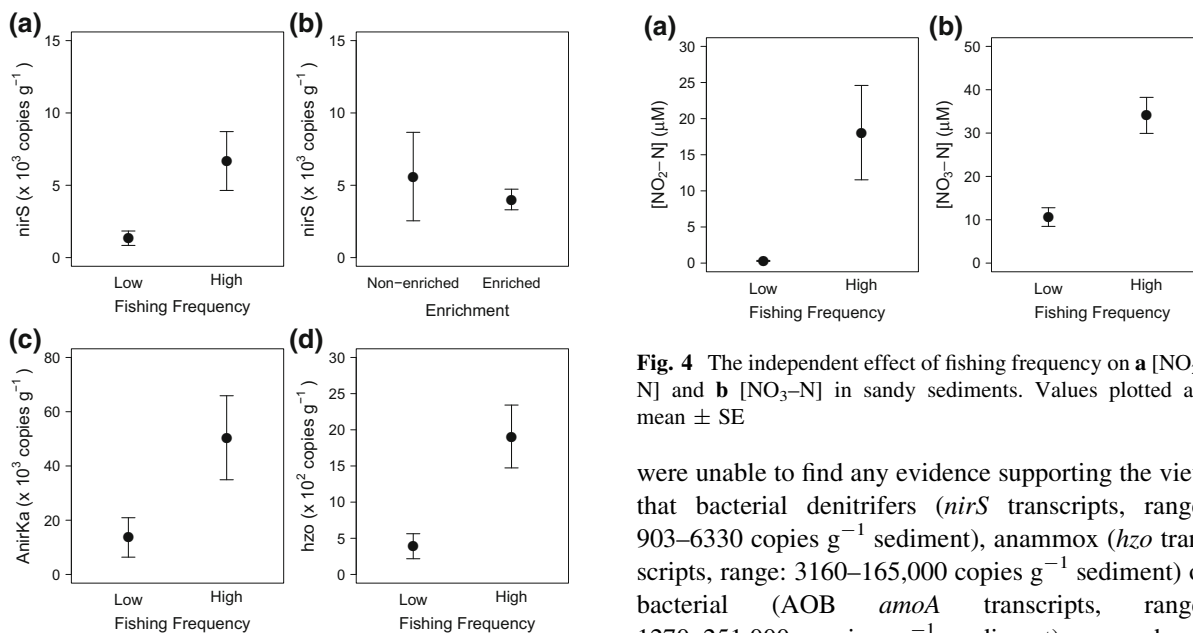 (a)
15
10
5
0
nirS (x 10³ copies g⁻¹ )
Low High
Fishing Frequency
(b)
15
10
5
0
nirS (x 10³ copies g⁻¹ )
Non−enriched Enriched
Enrichment
(c)
80
60
40
20
0
AnirKa (x 10³ copies g⁻¹ )
Low High
Fishing Frequency
(d)
30
25
20
15
10
5
0
hzo (x 10² copies g⁻¹ )
Low High
Fishing Frequency
(a)
30
25
20
15
10
5
0
[NO₂−N] (µM)
Low High
Fishing Frequency
(b)
50
40
30
20
10
0
[NO₃−N] (µM)
Low High
Fishing Frequency
Fig. 4 The independent effect of fishing frequency on a
N] and b [NO₃–N] in sandy sediments. Values plotted
mean ± SE
were unable to find any evidence supporting the
that bacterial denitrifers (nirS transcripts,
903–6330 copies g⁻¹ sediment), anammox (hzo tran-
scripts, range: 3160–165,000 copies g⁻¹ sediment)
bacterial (AOB amoA transcripts,